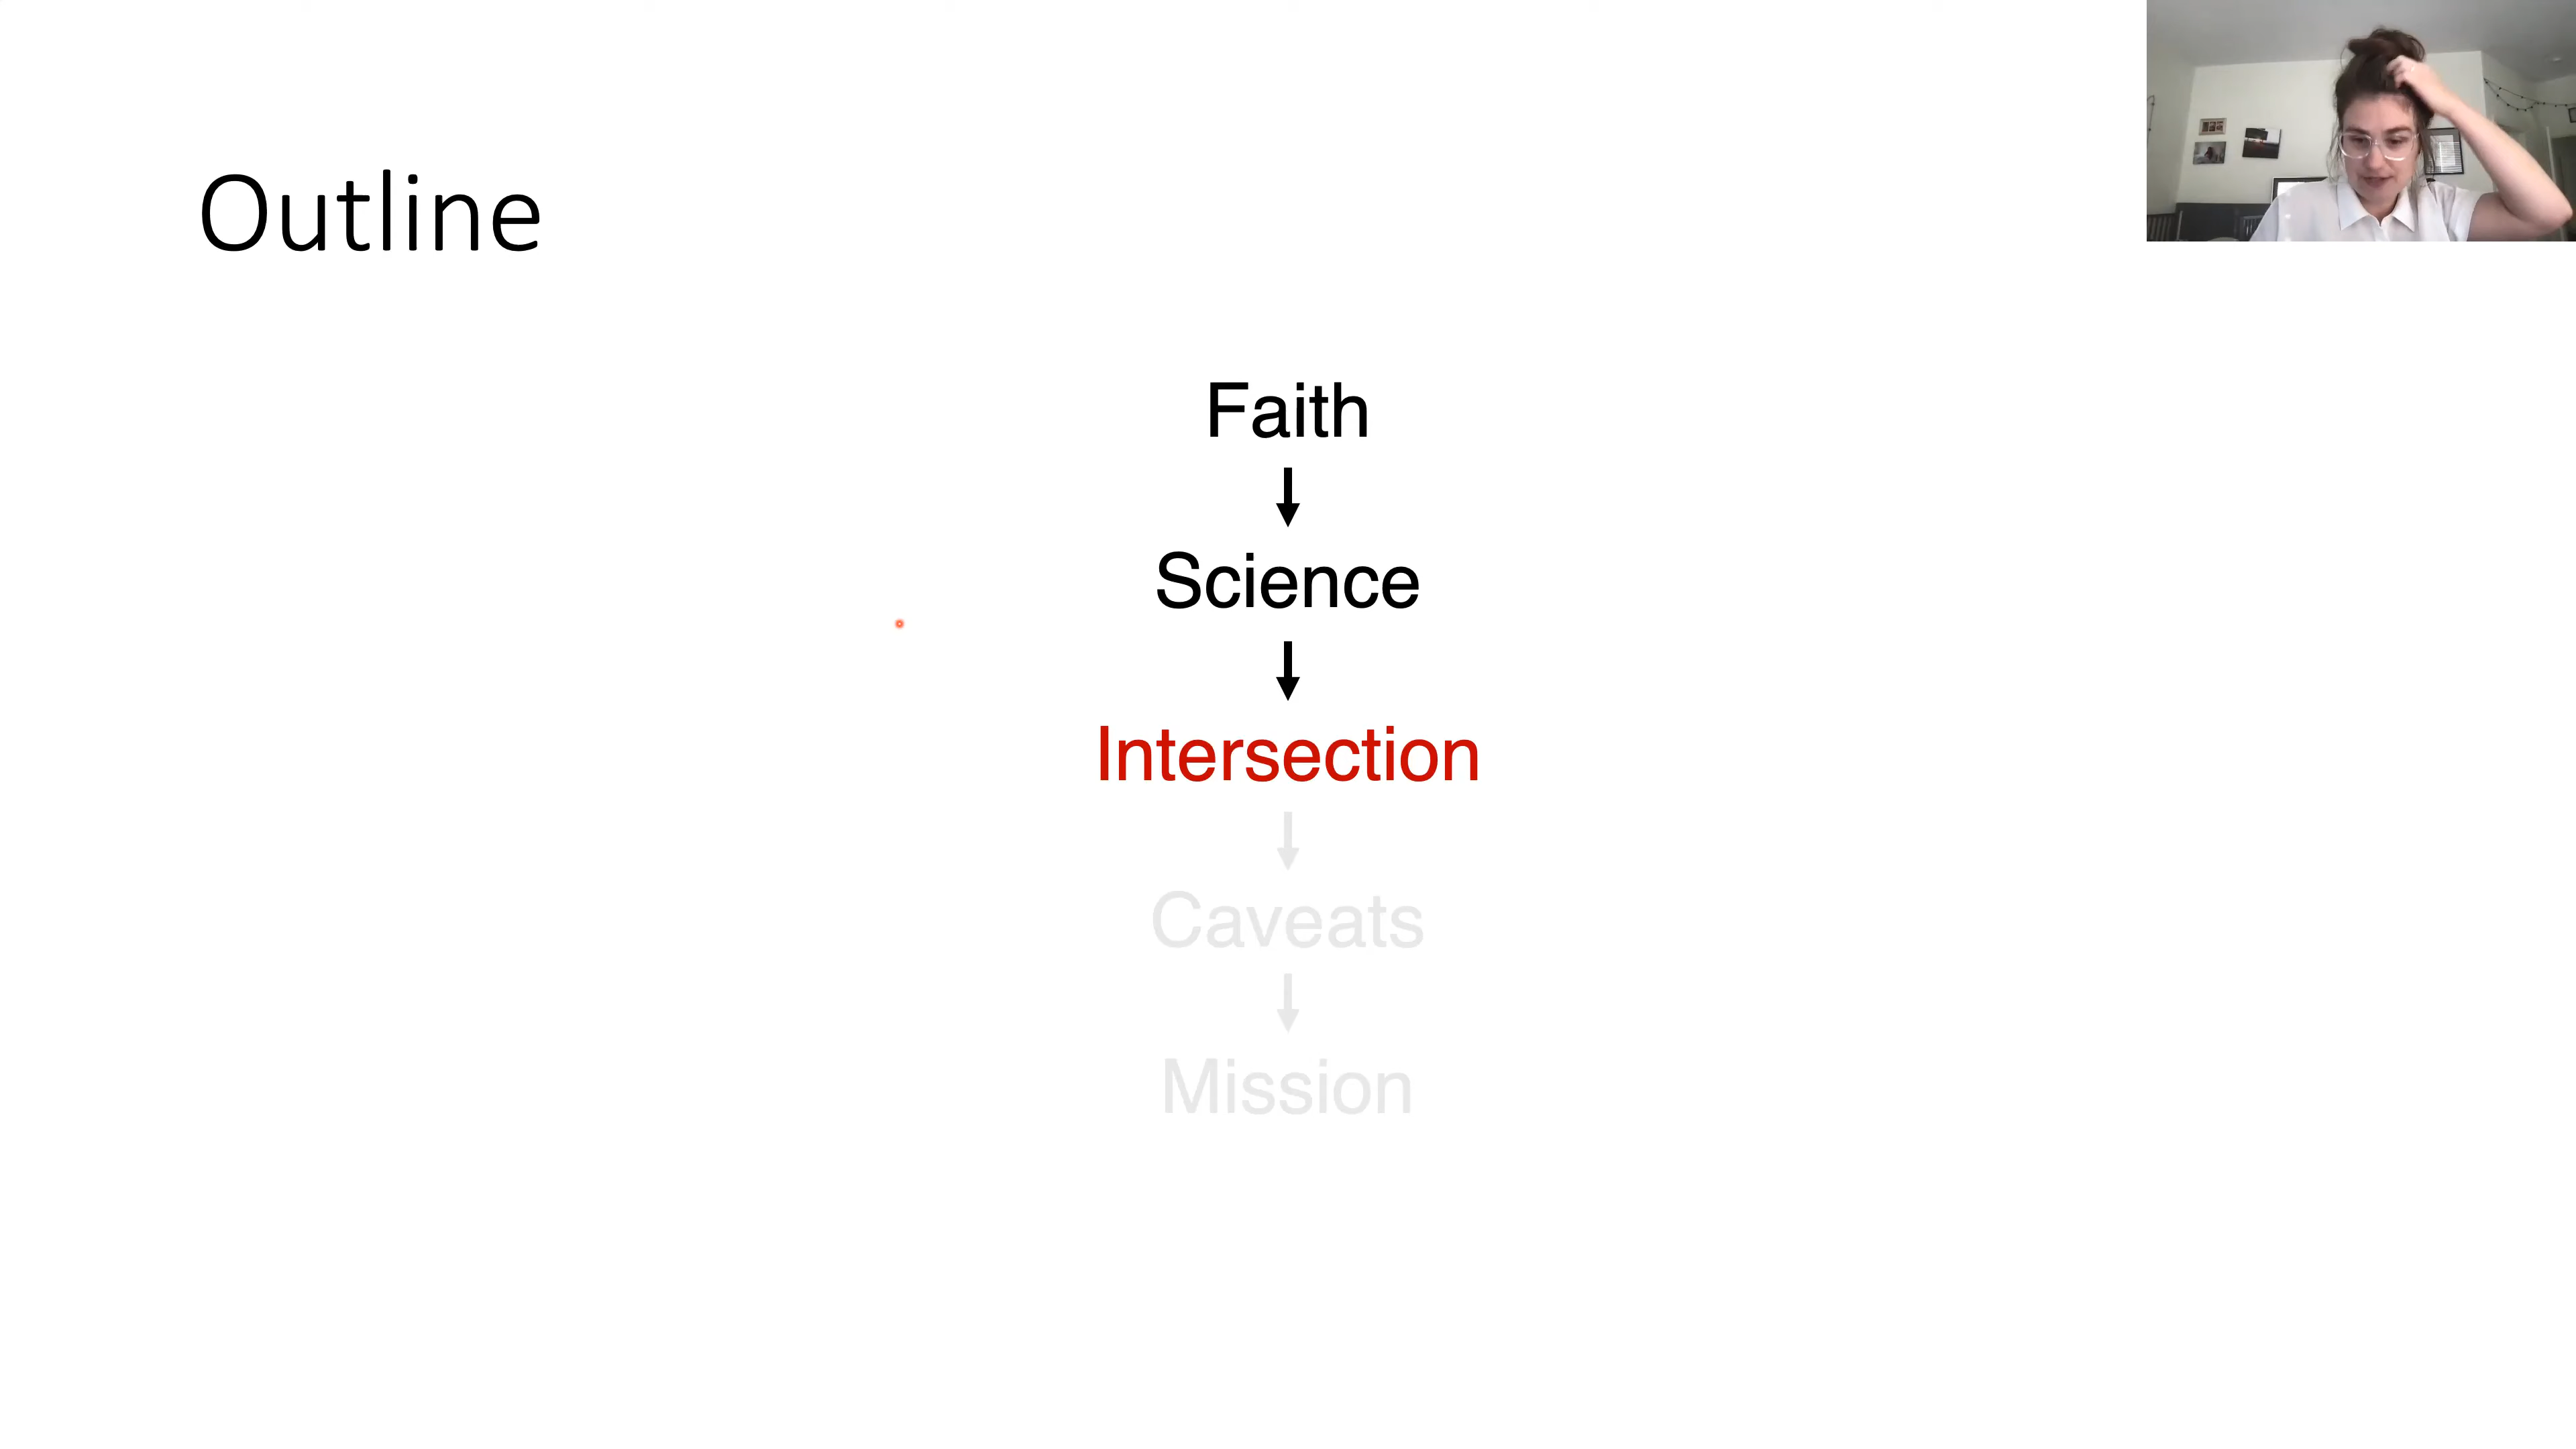 Outline
Faith
Science
Intersection
Caveats
Mission